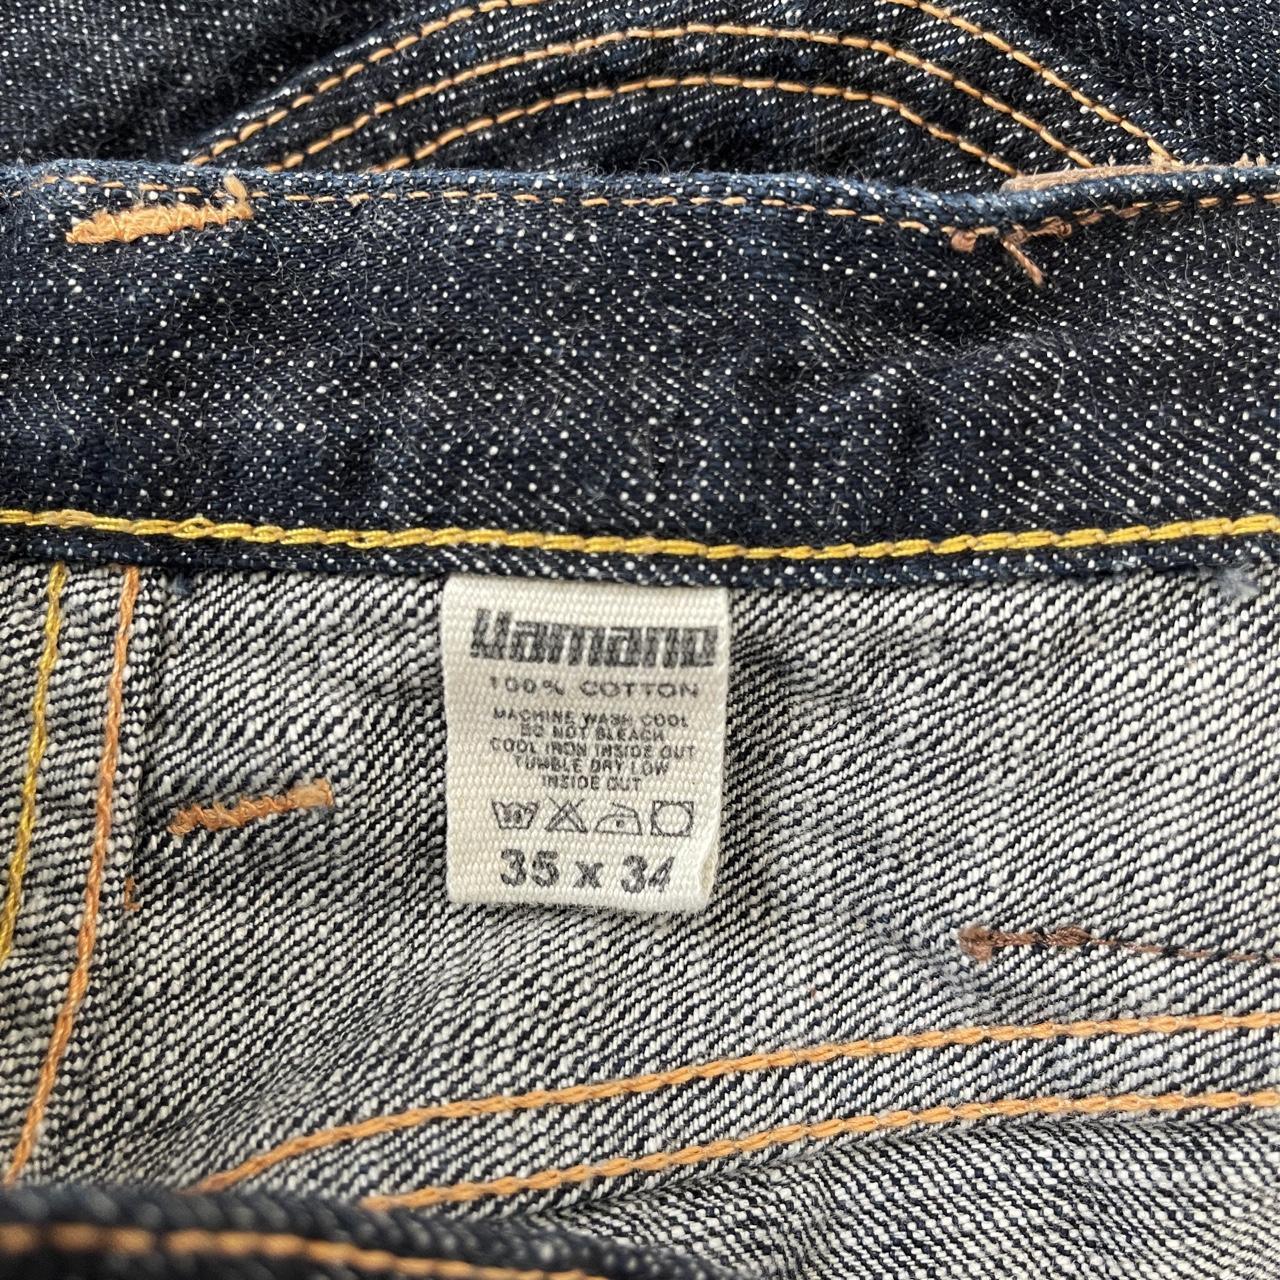 Yamano
100% COTTON
MACHINE WASH COOL
DO NOT BLEACH
COOL IRON INSIDE OUT
TUMBLE DRY LOW
INSIDE OUT
35 x 34